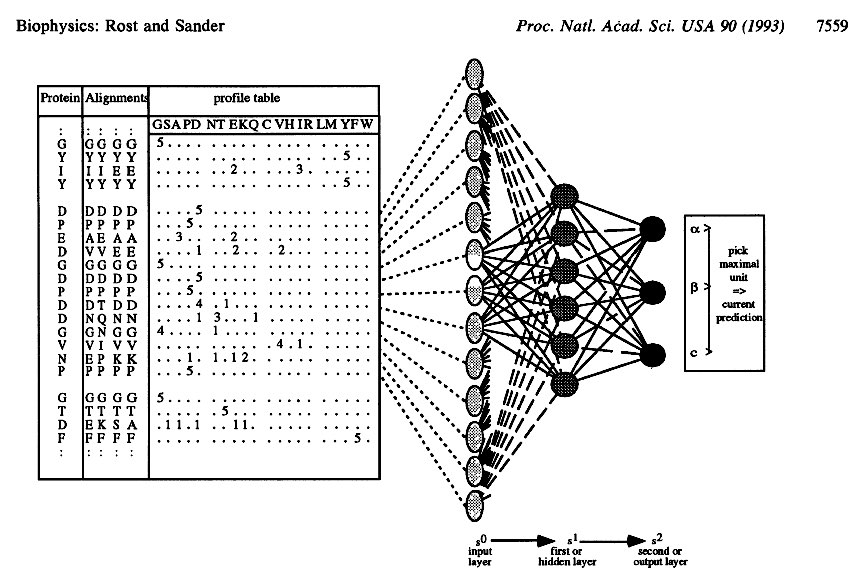 Biophysics: Rost and Sander Proc. Natl. Acad. Sci. USA 90 (1993) 7559
Protein Alignments profile table
GSAPD NT EKQ C VH IR LM YFW
: : : : :
G G G G G 5 . . . . . . . . . . . . . . . . . . .
Y Y Y Y Y . . . . . . . . . . . . . . . . . 5 . .
I I I E E . . . . . . . 2 . . . . . . 3 . . . . .
Y Y Y Y Y . . . . . . . . . . . . . . . . . 5 . .
D D D D D . . . . 5 . . . . . . . . . . . . . . .
P P P P P . . . 5 . . . . . . . . . . . . . . . .
E A E A A . . 3 . . . . 2 . . . . . . . . . . . .
D V V E E . . . . 1 . . 2 . . . 2 . . . . . . . .
G G G G G 5 . . . . . . . . . . . . . . . . . . .
D D D D D . . . . 5 . . . . . . . . . . . . . . .
P P P P P . . . 5 . . . . . . . . . . . . . . . .
D D T D D . . . . 4 . 1 . . . . . . . . . . . . .
D N Q N N . . . . 1 3 . . . 1 . . . . . . . . . .
G G N G G 4 . . . . 1 . . . . . . . . . . . . . .
V V I V V . . . . . . . . . . . 4 . 1 . . . . . .
N E P K K . . . 1 . 1 . 1 2 . . . . . . . . . . .
P P P P P . . . 5 . . . . . . . . . . . . . . . .
G G G G G 5 . . . . . . . . . . . . . . . . . . .
T T T T T . . . . . . 5 . . . . . . . . . . . . .
D E K S A . 1 1 . 1 . . 1 1 . . . . . . . . . . .
F F F F F . . . . . . . . . . . . . . . . . . 5 .
: : : : :
α >
β >
c >
pick
maximal
unit
=>
current
prediction
s0 s1 s2
input first or second or
layer hidden layer output layer